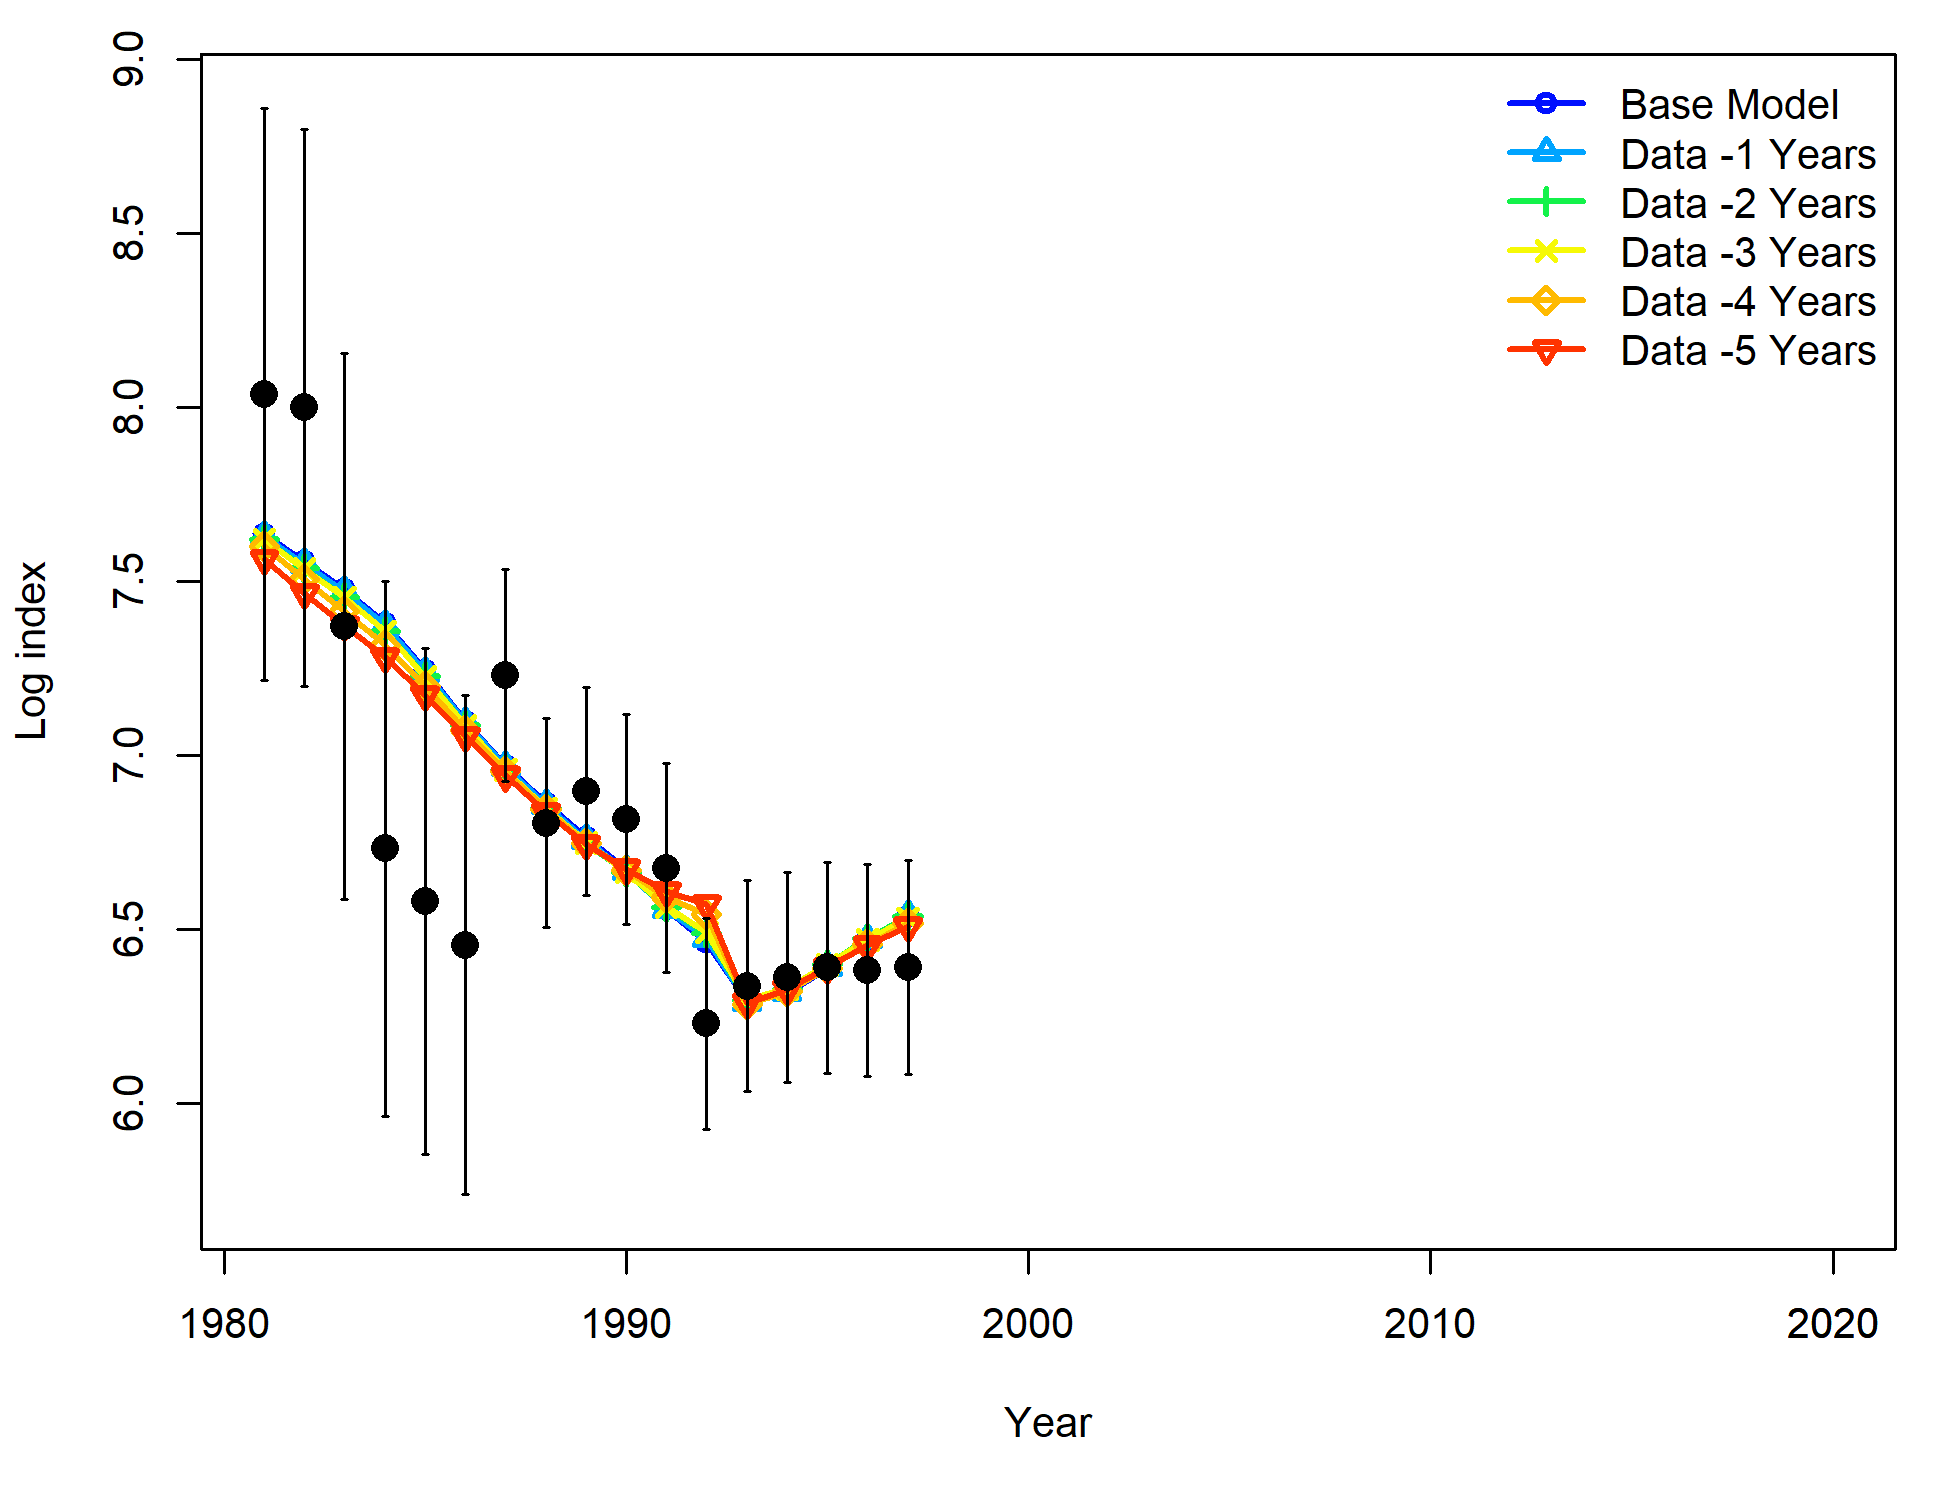 9.0
8.5
8.0
7.5
7.0
6.5
6.0
Log index
Base Model
Data -1 Years
Data -2 Years
Data -3 Years
Data -4 Years
Data -5 Years
1980 1990 2000 2010 2020
Year